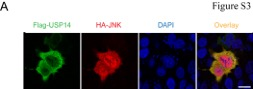 Figure S3
A
Flag-USP14 HA-JNK DAPI Overlay